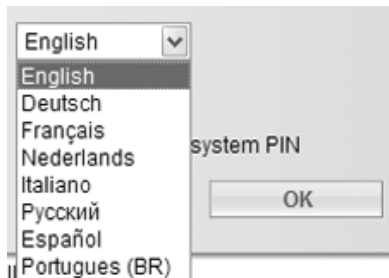 English
English
Deutsch
Français
Nederlands
system PIN
Italiano
Русский
OK
Español
Portugues (BR)